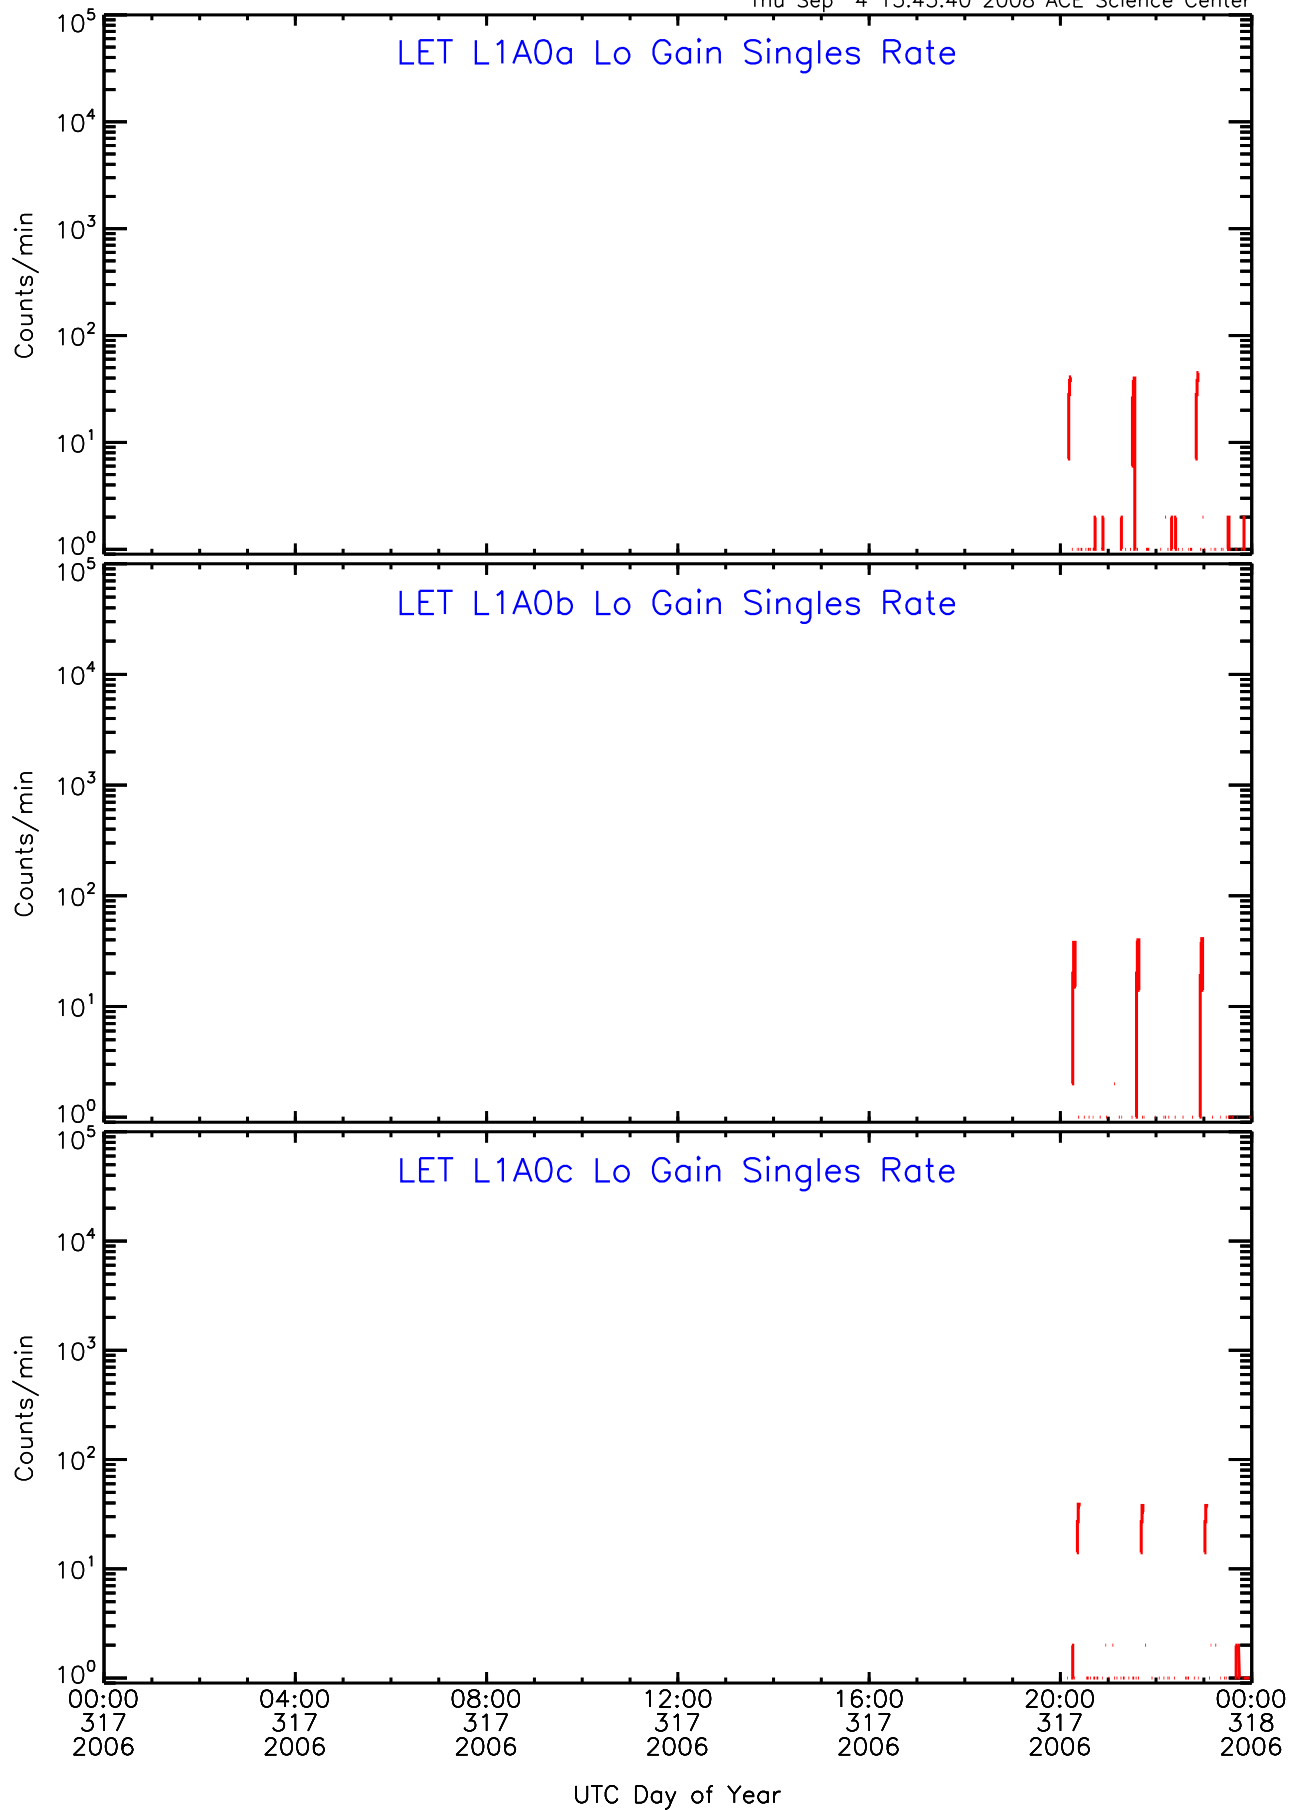 Thu Sep 4 2008 ACE Science Center
LET L1A0a Lo Gain Singles Rate
10^5
10^4
10^3
10^2
10^1
10^0
Counts/min
LET L1A0b Lo Gain Singles Rate
10^5
10^4
10^3
10^2
10^1
10^0
Counts/min
LET L1A0c Lo Gain Singles Rate
10^5
10^4
10^3
10^2
10^1
10^0
Counts/min
00:00 04:00 08:00 12:00 16:00 20:00 00:00
317 317 317 317 317 317 318
2006 2006 2006 2006 2006 2006 2006
UTC Day of Year